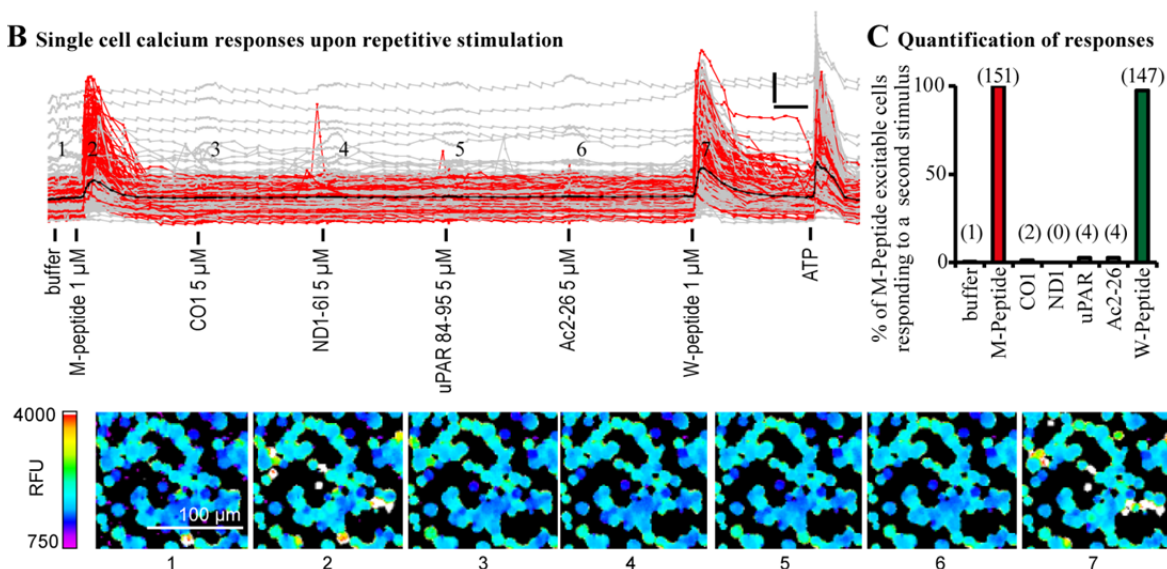 B Single cell calcium responses upon repetitive stimulation
1 2 3 4 5 6 7
buffer
M-peptide 1 µM
CO1 5 µM
ND1-6I 5 µM
uPAR 84-95 5 µM
Ac2-26 5 µM
W-peptide 1 µM
ATP
C Quantification of responses
% of M-Peptide excitable cells
responding to a second stimulus
100
50
0
(1) (151) (2) (0) (4) (4) (147)
buffer
M-Peptide
CO1
ND1
uPAR
Ac2-26
W-Peptide
4000
RFU
750
100 µm
1 2 3 4 5 6 7